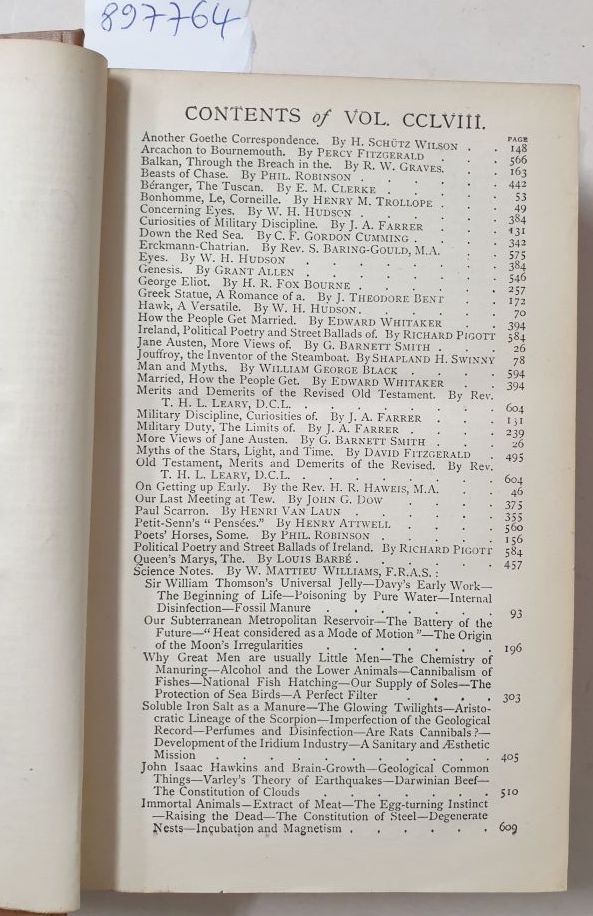 897764
CONTENTS of VOL. CCLVIII.
PAGE
Another Goethe Correspondence. By H. SCHÜTZ WILSON . . 148
Arcachon to Bournemouth. By PERCY FITZGERALD . . . 566
Balkan, Through the Breach in the. By R. W. GRAVES. . . 163
Beasts of Chase. By PHIL. ROBINSON . . . . . 442
Béranger, The Tuscan. By E. M. CLERKE . . . . 53
Bonhomme, Le, Corneille. By HENRY M. TROLLOPE . . . 49
Concerning Eyes. By W. H. HUDSON . . . . . 384
Curiosities of Military Discipline. By J. A. FARRER . . . 131
Down the Red Sea. By C. F. GORDON CUMMING . . . . 342
Erckmann-Chatrian. By Rev. S. BARING-GOULD, M.A. . . . 575
Eyes. By W. H. HUDSON . . . . . . 384
Genesis. By GRANT ALLEN . . . . . . 546
George Eliot. By H. R. FOX BOURNE . . . . . 257
Greek Statue, A Romance of a. By J. THEODORE BENT . . . 172
Hawk, A Versatile. By W. H. HUDSON . . . . . 70
How the People Get Married. By EDWARD WHITAKER . . . 394
Ireland, Political Poetry and Street Ballads of. By RICHARD PIGOTT 584
Jane Austen, More Views of. By G. BARNETT SMITH . . . 26
Jouffroy, the Inventor of the Steamboat. By SHAPLAND H. SWINNY 78
Man and Myths. By WILLIAM GEORGE BLACK . . . . 594
Married, How the People Get. By EDWARD WHITAKER . . . 394
Merits and Demerits of the Revised Old Testament. By Rev.
T. H. L. LEARY, D.C.L. . . . . . . 604
Military Discipline, Curiosities of. By J. A. FARRER . . . 131
Military Duty, The Limits of. By J. A. FARRER . . . . 239
More Views of Jane Austen. By G. BARNETT SMITH . . . 26
Myths of the Stars, Light, and Time. By DAVID FITZGERALD . . 495
Old Testament, Merits and Demerits of the Revised. By Rev.
T. H. L. LEARY, D.C.L. . . . . . . 604
On Getting up Early. By the Rev. H. R. HAWEIS, M.A. . . . 46
Our Last Meeting at Tew. By JOHN G. DOW . . . . 375
Paul Scarron. By HENRI VAN LAUN . . . . . 355
Petit-Senn's "Pensées." By HENRY ATTWELL . . . . 560
Poets' Horses, Some. By PHIL. ROBINSON . . . . 156
Political Poetry and Street Ballads of Ireland. By RICHARD PIGOTT 584
Queen's Marys, The. By LOUIS BARBÉ . . . . . 457
Science Notes. By W. MATTIEU WILLIAMS, F.R.A.S. :
Sir William Thomson's Universal Jelly—Davy's Early Work—
The Beginning of Life—Poisoning by Pure Water—Internal
Disinfection—Fossil Manure . . . . . . 93
Our Subterranean Metropolitan Reservoir—The Battery of the
Future—"Heat considered as a Mode of Motion"—The Origin
of the Moon's Irregularities . . . . . . 196
Why Great Men are usually Little Men—The Chemistry of
Manuring—Alcohol and the Lower Animals—Cannibalism of
Fishes—National Fish Hatching—Our Supply of Soles—The
Protection of Sea Birds—A Perfect Filter . . . . 303
Soluble Iron Salt as a Manure—The Glowing Twilights—Aristo-
cratic Lineage of the Scorpion—Imperfection of the Geological
Record—Perfumes and Disinfection—Are Rats Cannibals?—
Development of the Iridium Industry—A Sanitary and Æsthetic
Mission . . . . . . . . 405
John Isaac Hawkins and Brain-Growth—Geological Common
Things—Varley's Theory of Earthquakes—Darwinian Beef—
The Constitution of Clouds . . . . . . 510
Immortal Animals—Extract of Meat—The Egg-turning Instinct
—Raising the Dead—The Constitution of Steel—Degenerate
Nests—Incubation and Magnetism . . . . . . 609